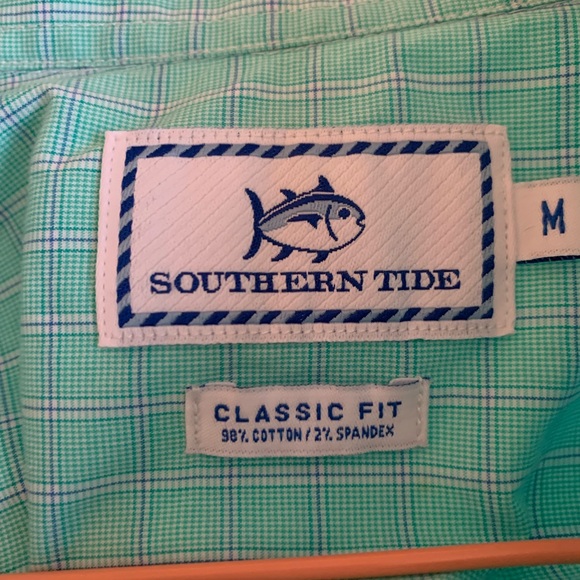 SOUTHERN TIDE
M
CLASSIC FIT
98% COTTON / 2% SPANDEX